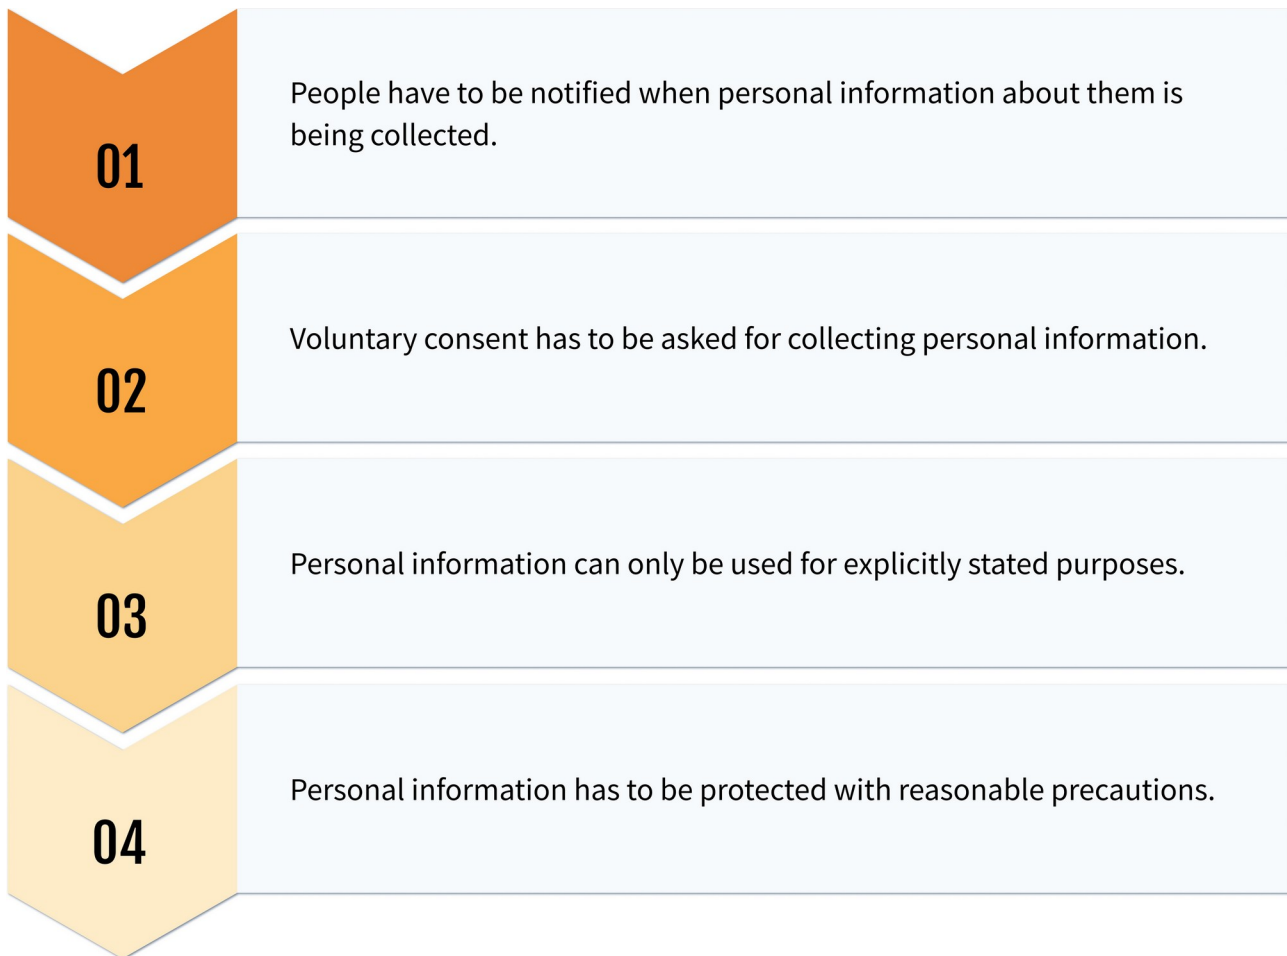 01
People have to be notified when personal information about them is
being collected.
02
Voluntary consent has to be asked for collecting personal information.
03
Personal information can only be used for explicitly stated purposes.
04
Personal information has to be protected with reasonable precautions.